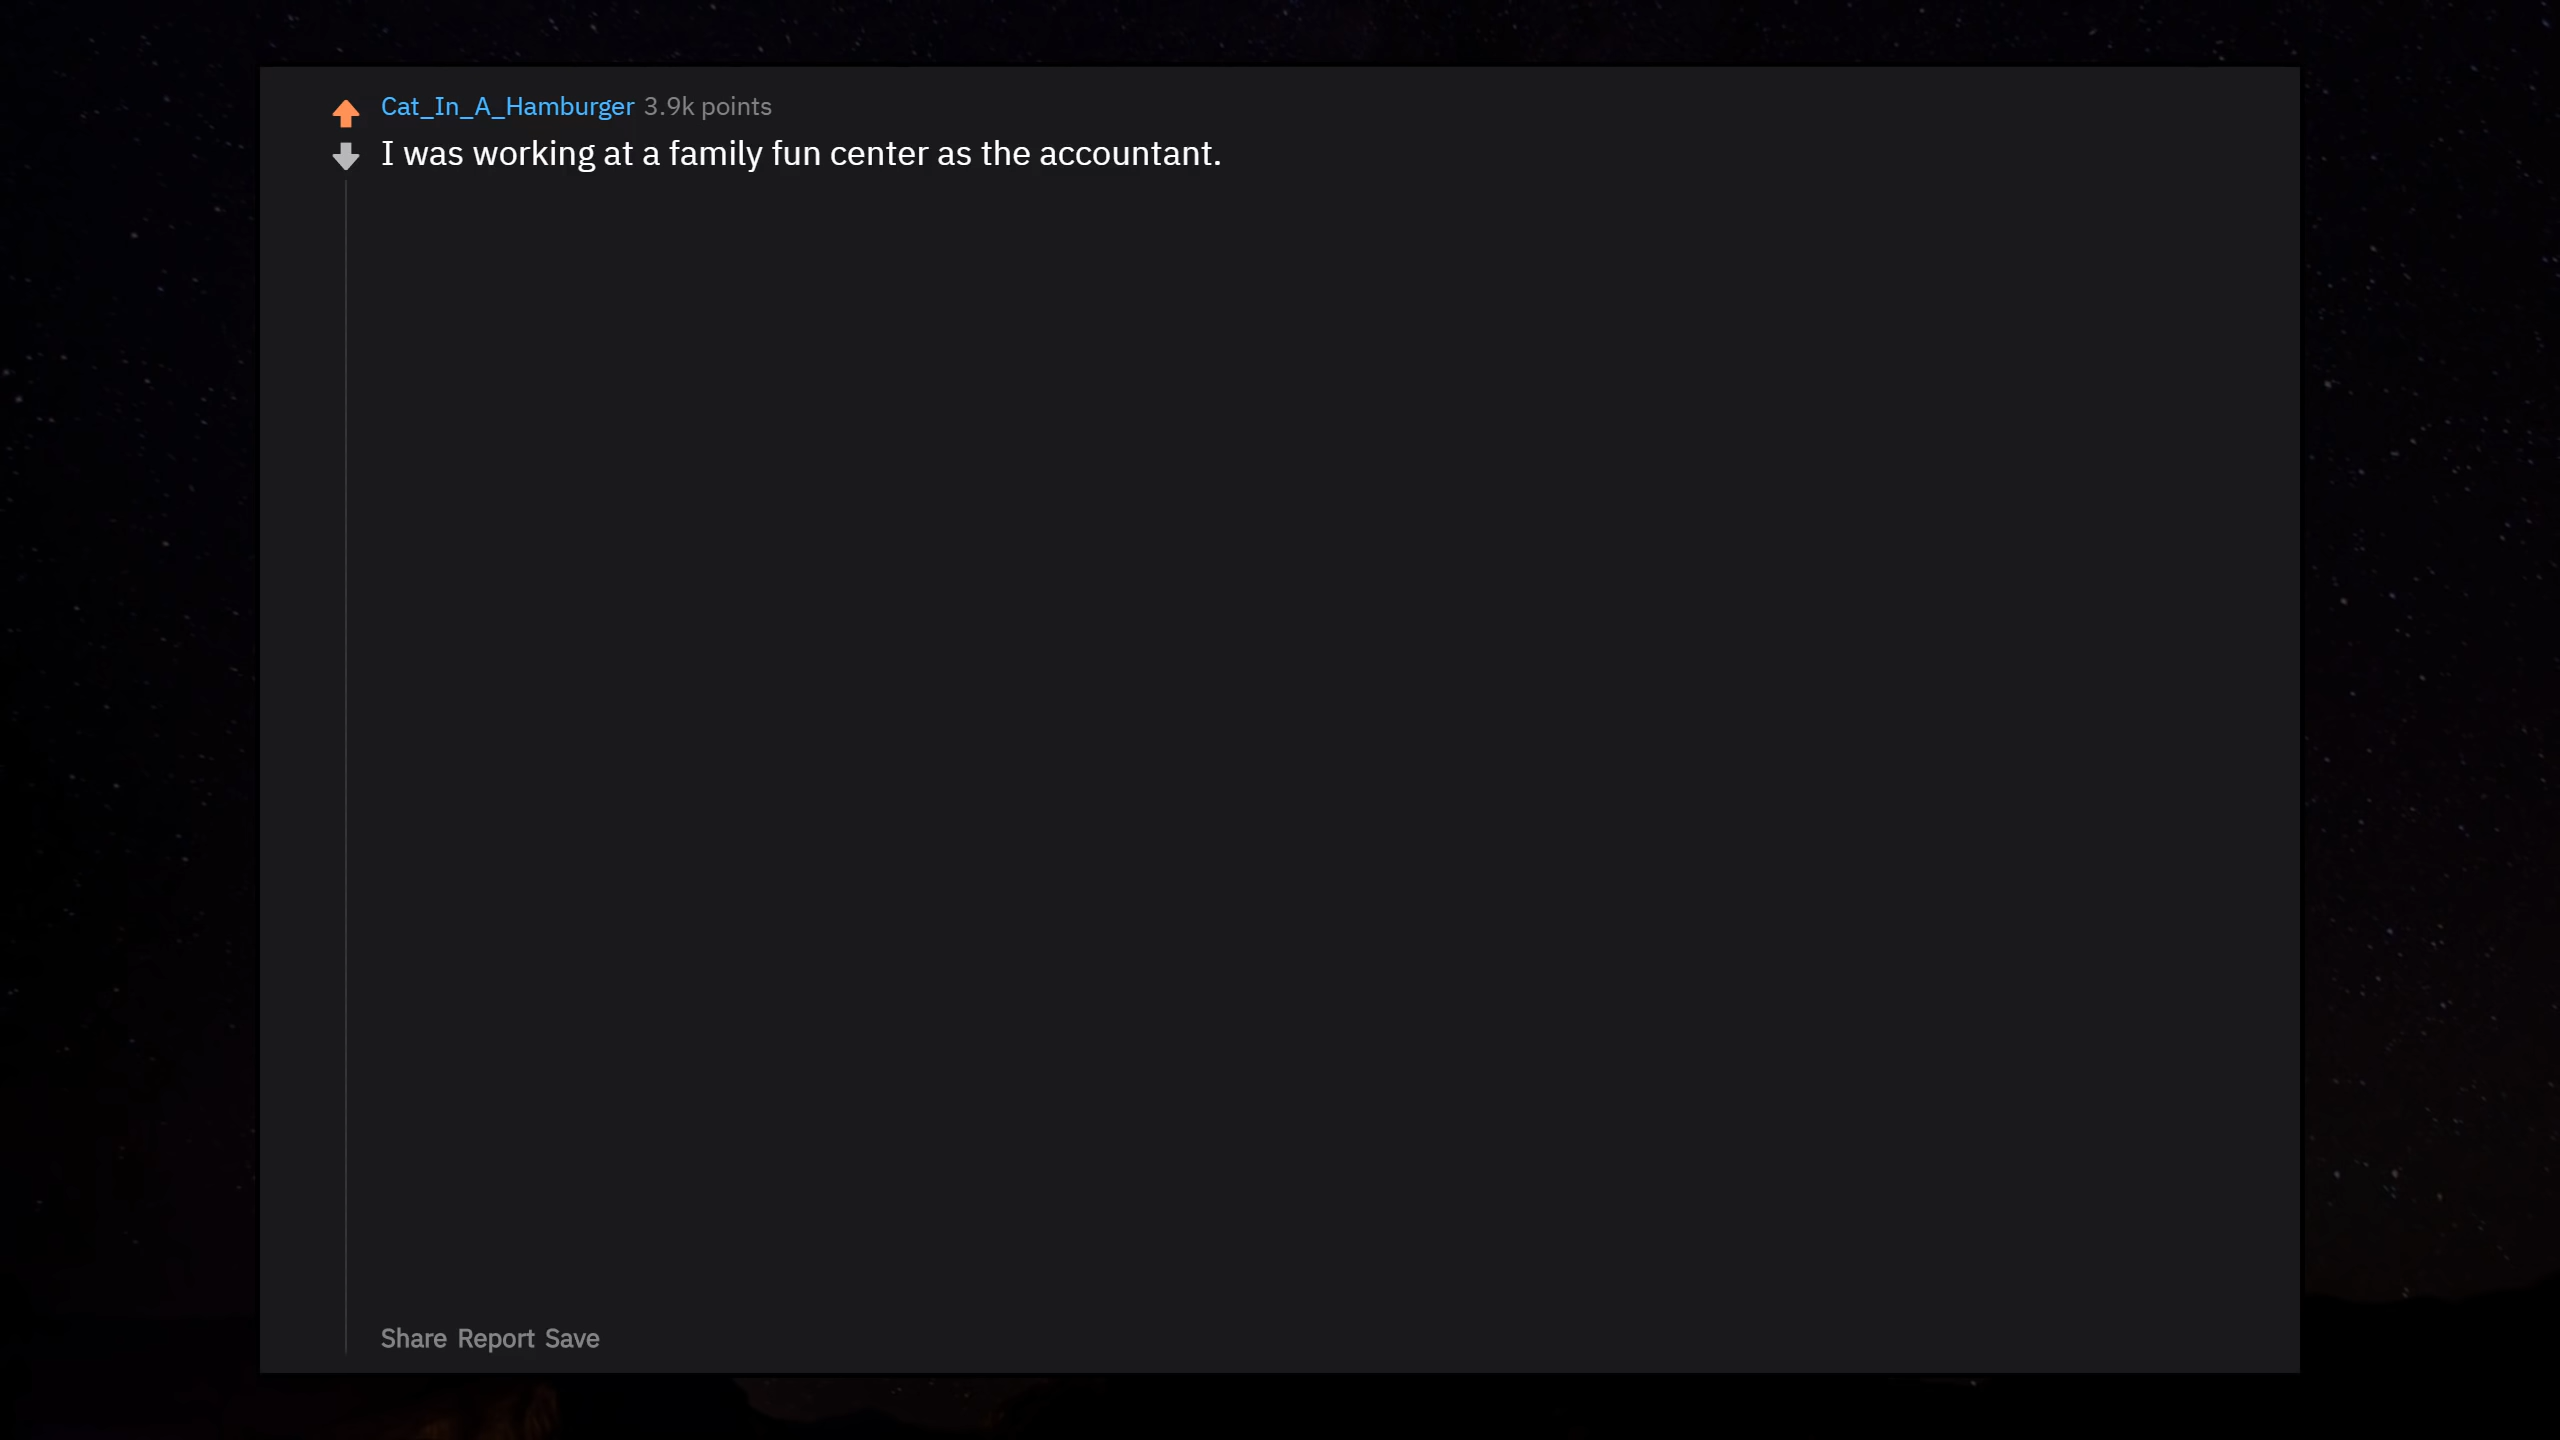 Cat_In_A_Hamburger 3.9k points
I was working at a family fun center as the accountant.
Share Report Save